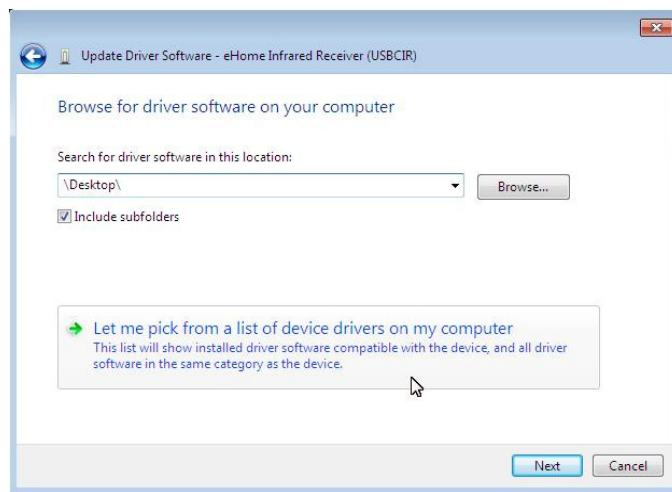 Update Driver Software - eHome Infrared Receiver (USBCIR)
Browse for driver software on your computer
Search for driver software in this location:
\Desktop\
Browse...
Include subfolders
Let me pick from a list of device drivers on my computer
This list will show installed driver software compatible with the device, and all driver
software in the same category as the device.
Next
Cancel